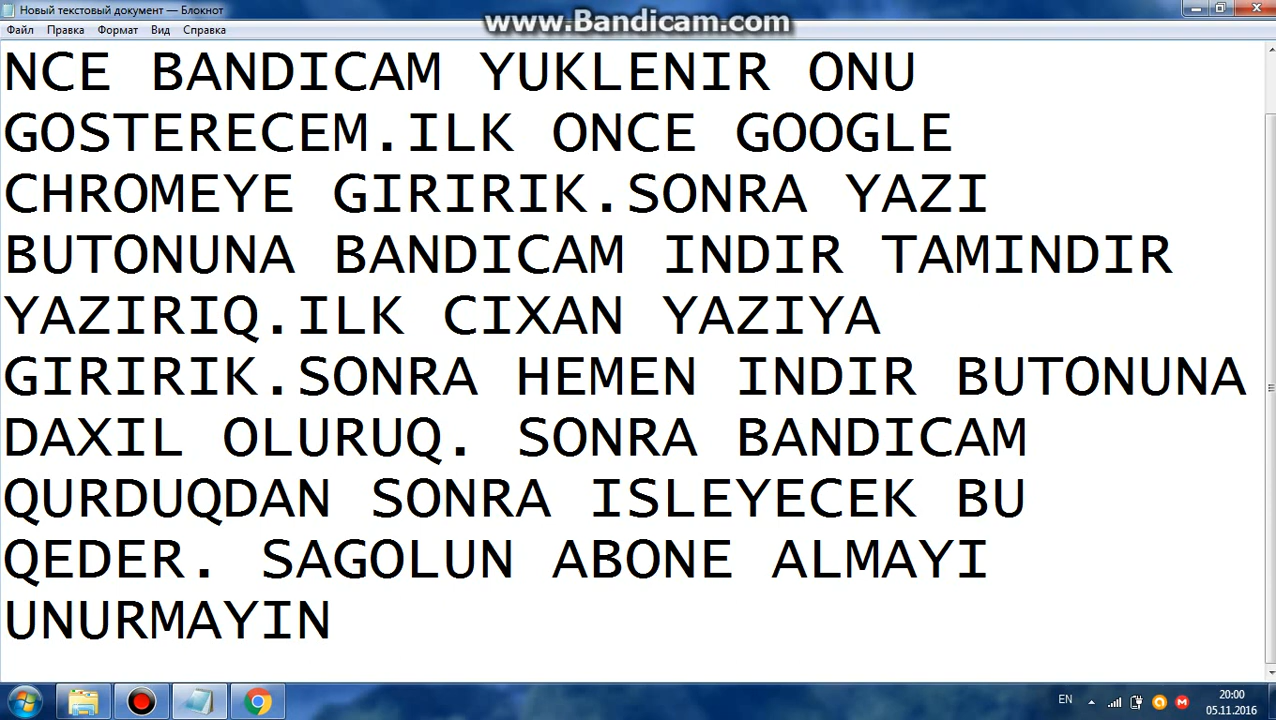 Новый текстовый документ — Блокнот
www.Bandicam.com
Файл Правка Формат Вид Справка
NCE BANDICAM YUKLENIR ONU
GOSTERECEM.ILK ONCE GOOGLE
CHROMEYE GIRIRIK.SONRA YAZI
BUTONUNA BANDICAM INDIR TAMINDIR
YAZIRIQ.ILK CIXAN YAZIYA
GIRIRIK.SONRA HEMEN INDIR BUTONUNA
DAXIL OLURUQ. SONRA BANDICAM
QURDUQDAN SONRA ISLEYECEK BU
QEDER. SAGOLUN ABONE ALMAYI
UNURMAYIN
EN
20:00
05.11.2016